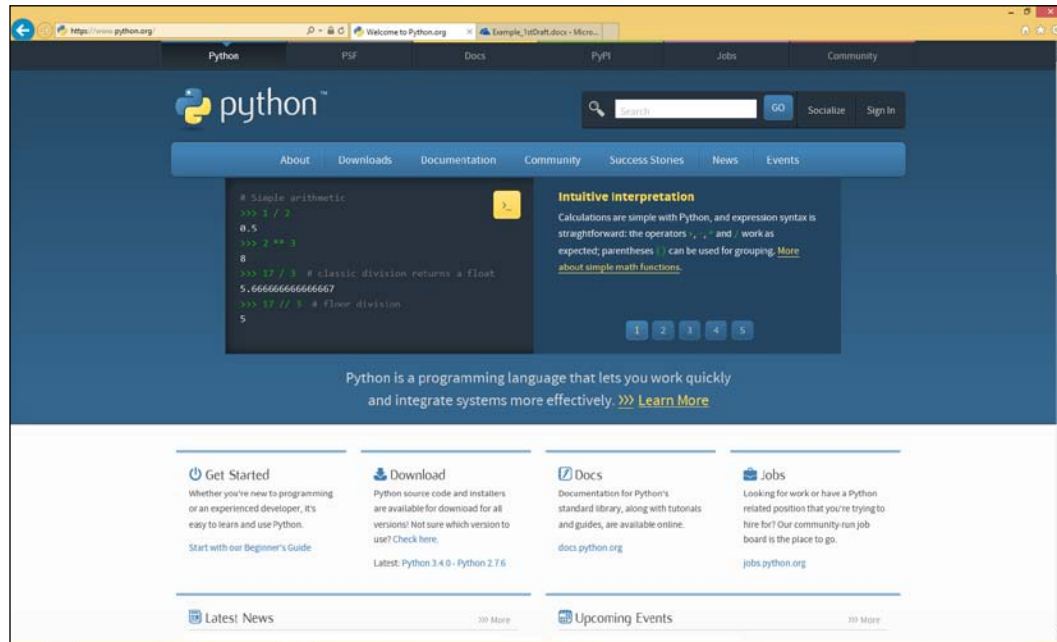 https://www.python.org/
Welcome to Python.org
Example_1stDraft.docx - Micro...
Python
PSF
Docs
PyPI
Jobs
Community
python™
Search
GO
Socialize
Sign In
About
Downloads
Documentation
Community
Success Stories
News
Events
# Simple arithmetic
>>> 1 / 2
0.5
>>> 2 ** 3
8
>>> 17 / 3 # classic division returns a float
5.666666666666667
>>> 17 // 3 # floor division
5
>_
Intuitive Interpretation
Calculations are simple with Python, and expression syntax is
straightforward: the operators +, -, * and / work as
expected; parentheses () can be used for grouping. More
about simple math functions.
1 2 3 4 5
Python is a programming language that lets you work quickly
and integrate systems more effectively. >>> Learn More
Get Started
Whether you're new to programming
or an experienced developer, it's
easy to learn and use Python.
Start with our Beginner's Guide
Download
Python source code and installers
are available for download for all
versions! Not sure which version to
use? Check here.
Latest: Python 3.4.0 - Python 2.7.6
Docs
Documentation for Python's
standard library, along with tutorials
and guides, are available online.
docs.python.org
Jobs
Looking for work or have a Python
related position that you're trying to
hire for? Our community-run job
board is the place to go.
jobs.python.org
Latest News
>>> More
Upcoming Events
>>> More